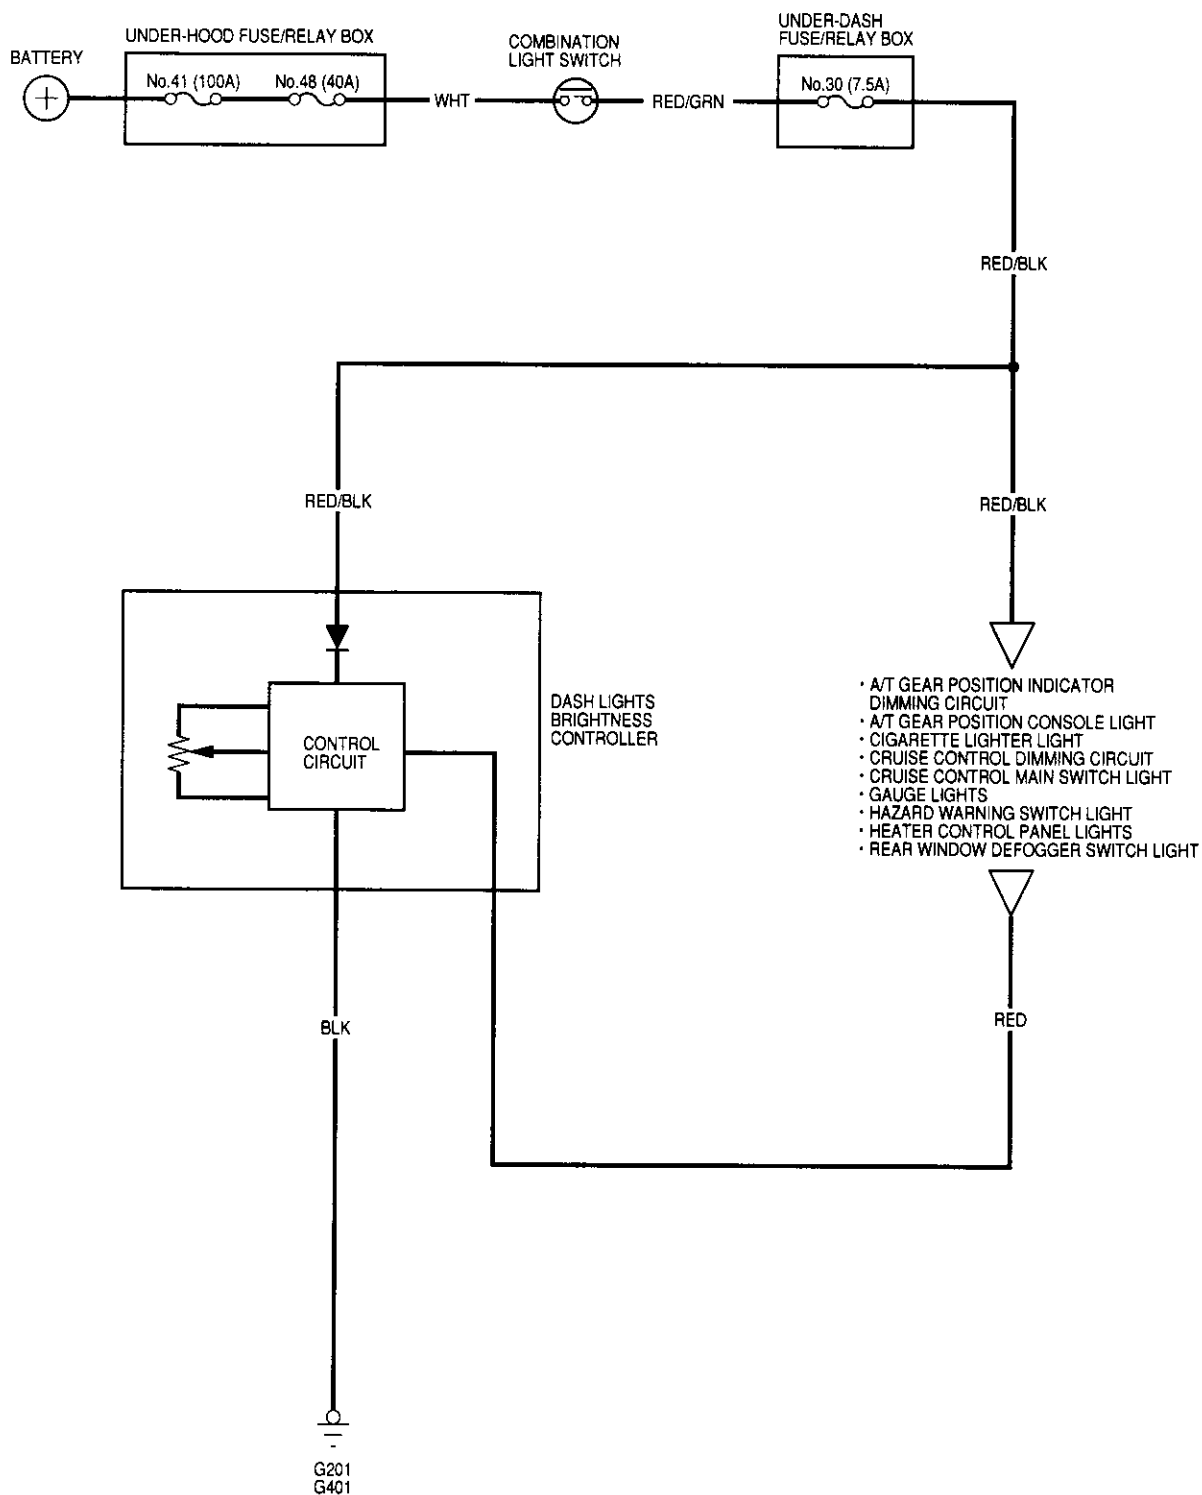 BATTERY
UNDER-HOOD FUSE/RELAY BOX
No.41 (100A)
No.48 (40A)
WHT
COMBINATION
LIGHT SWITCH
RED/GRN
UNDER-DASH
FUSE/RELAY BOX
No.30 (7.5A)
RED/BLK
RED/BLK
RED/BLK
CONTROL
CIRCUIT
DASH LIGHTS
BRIGHTNESS
CONTROLLER
· A/T GEAR POSITION INDICATOR
DIMMING CIRCUIT
· A/T GEAR POSITION CONSOLE LIGHT
· CIGARETTE LIGHTER LIGHT
· CRUISE CONTROL DIMMING CIRCUIT
· CRUISE CONTROL MAIN SWITCH LIGHT
· GAUGE LIGHTS
· HAZARD WARNING SWITCH LIGHT
· HEATER CONTROL PANEL LIGHTS
· REAR WINDOW DEFOGGER SWITCH LIGHT
BLK
RED
G201
G401